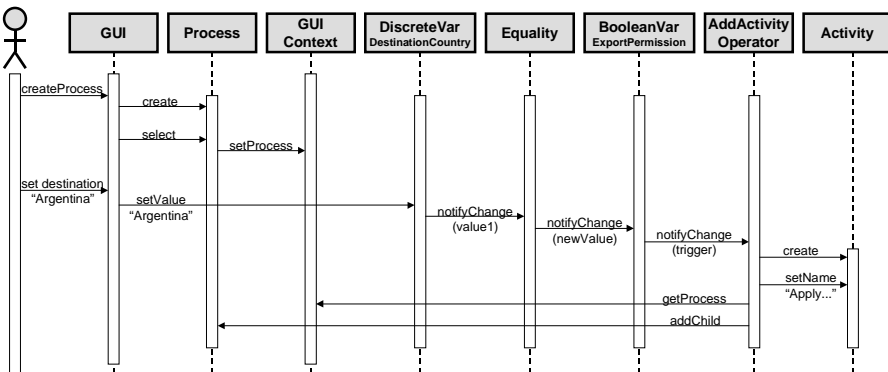 GUI
Process
GUI
Context
DiscreteVar
DestinationCountry
Equality
BooleanVar
ExportPermission
AddActivity
Operator
Activity
createProcess
create
select
setProcess
set destination
“Argentina”
setValue
“Argentina”
notifyChange
(value1)
notifyChange
(newValue)
notifyChange
(trigger)
create
setName
“Apply...”
getProcess
addChild